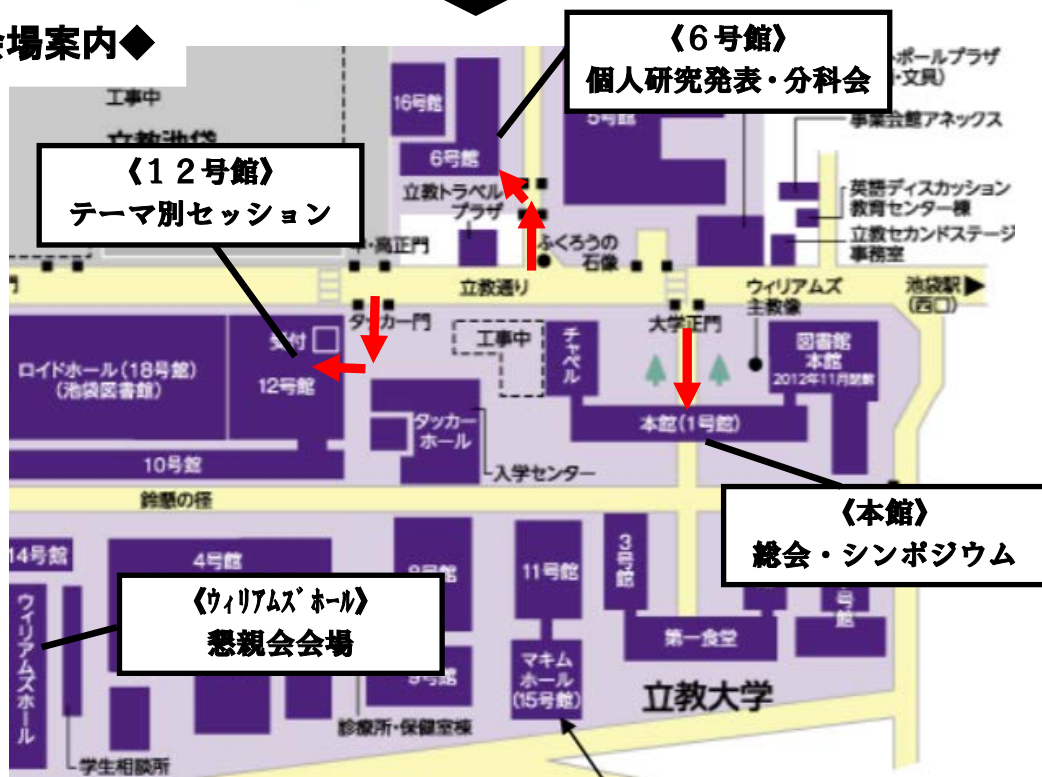 場案内◆
《6号館》
個人研究発表・分科会
ポールプラザ
・文具)
事業会館アネックス
工事中
立教池袋
16号館
6号館
5号館
《12号館》
テーマ別セッション
立教トラベル
プラザ
英語ディスカッション
教育センター棟
立教セカンドステージ
事務室
・高正門
ふくろうの
石像
門
立教通り
ウィリアムズ
主教像
池袋駅▶
(西口)
タッカー門
大学正門
受付
工事中
チャペル
図書館
本館
2012年11月閉館
ロイドホール(18号館)
(池袋図書館)
12号館
本館(1号館)
タッカー
ホール
10号館
入学センター
鈴懸の径
《本館》
総会・シンポジウム
14号館
4号館
11号館
3号館
号館
《ウィリアムズホール》
懇親会会場
第一食堂
ウィリアムズホール
号館
マキム
ホール
(15号館)
立教大学
診療所・保健室棟
学生相談所